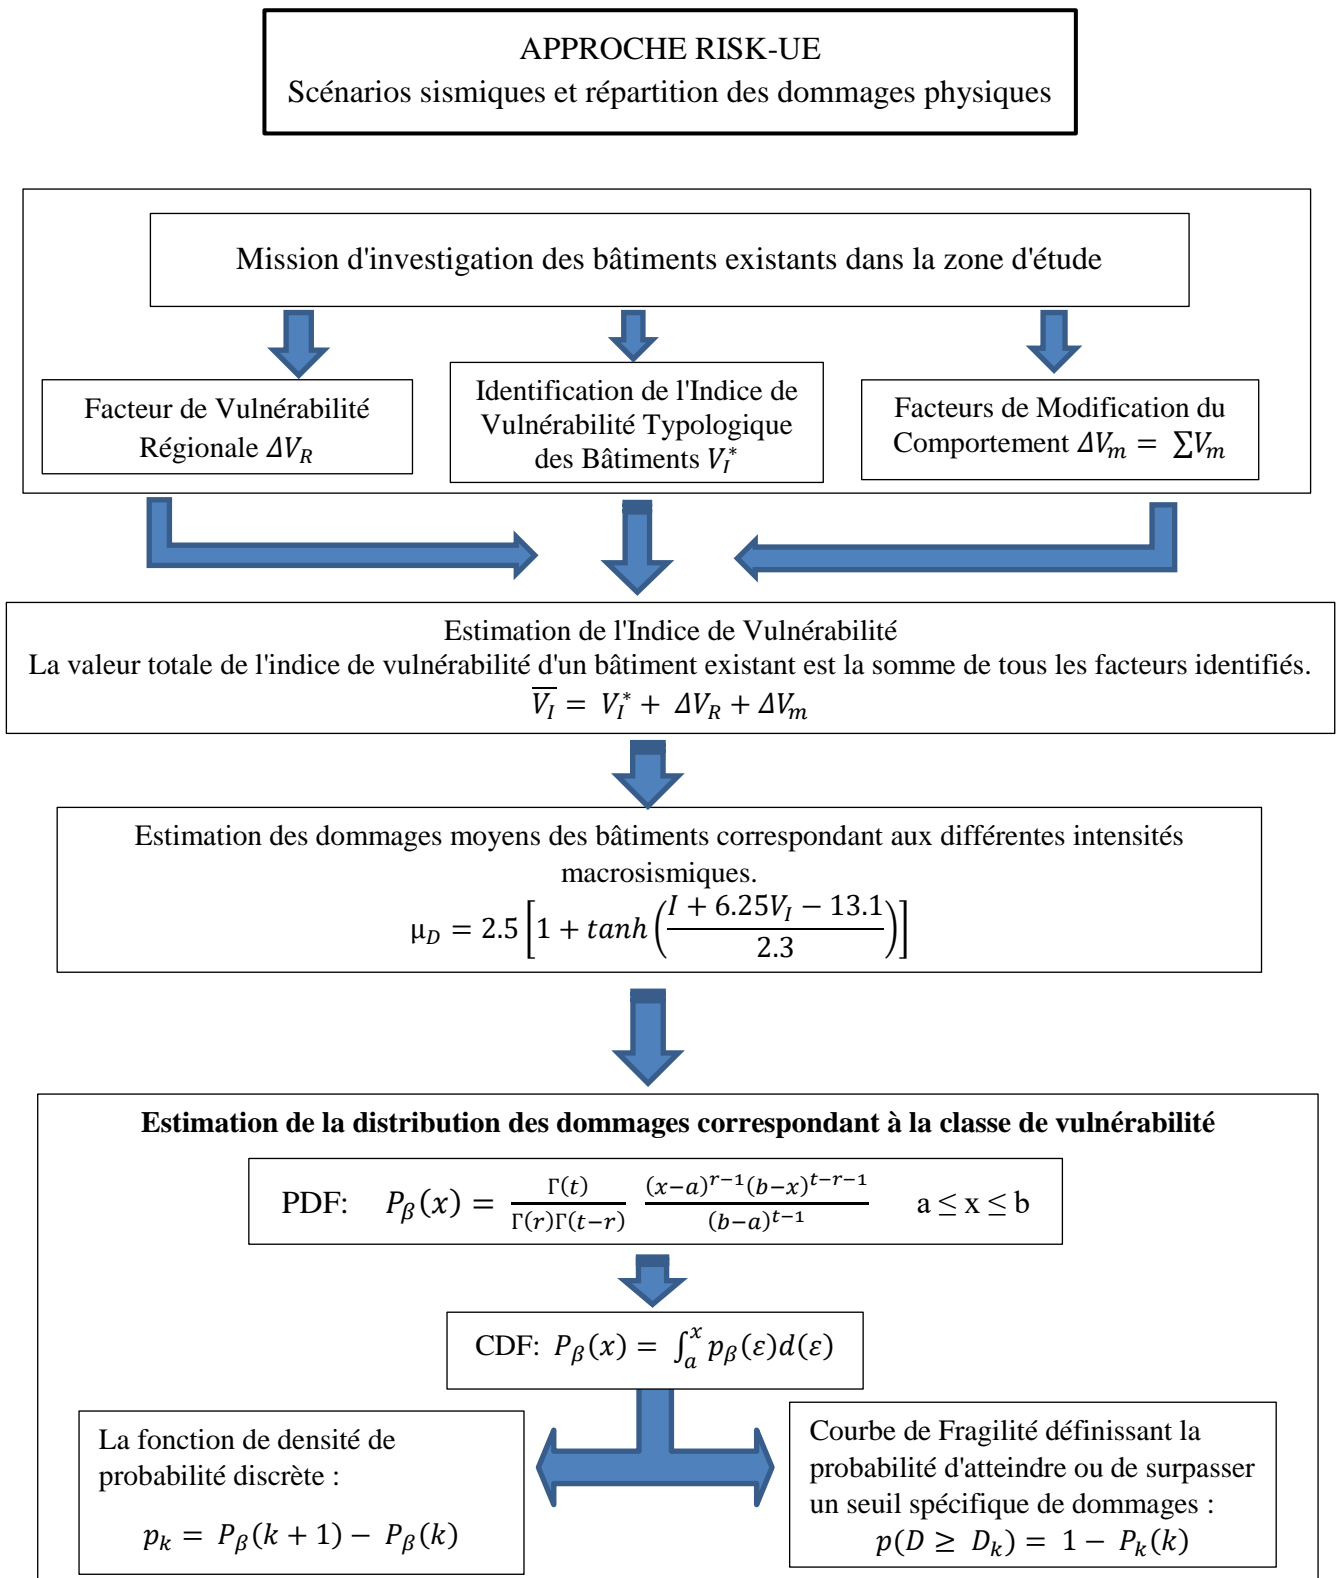 APPROCHE RISK-UE
Scénarios sismiques et répartition des dommages physiques
Mission d'investigation des bâtiments existants dans la zone d'étude
Facteur de Vulnérabilité
Régionale ΔV_R
Identification de l'Indice de
Vulnérabilité Typologique
des Bâtiments V_I^*
Facteurs de Modification du
Comportement ΔV_m = ∑V_m
Estimation de l'Indice de Vulnérabilité
La valeur totale de l'indice de vulnérabilité d'un bâtiment existant est la somme de tous les facteurs identifiés.
\overline{V_I} = V_I^* + ΔV_R + ΔV_m
Estimation des dommages moyens des bâtiments correspondant aux différentes intensités
macrosismiques.
μ_D = 2.5 [1 + tanh ((I + 6.25V_I − 13.1)/2.3)]
Estimation de la distribution des dommages correspondant à la classe de vulnérabilité
PDF: P_β(x) = Γ(t)/(Γ(r)Γ(t−r)) (x−a)^{r−1}(b−x)^{t−r−1}/(b−a)^{t−1} a ≤ x ≤ b
CDF: P_β(x) = ∫_a^x p_β(ε)d(ε)
La fonction de densité de
probabilité discrète :
p_k = P_β(k + 1) − P_β(k)
Courbe de Fragilité définissant la
probabilité d'atteindre ou de surpasser
un seuil spécifique de dommages :
p(D ≥ D_k) = 1 − P_k(k)